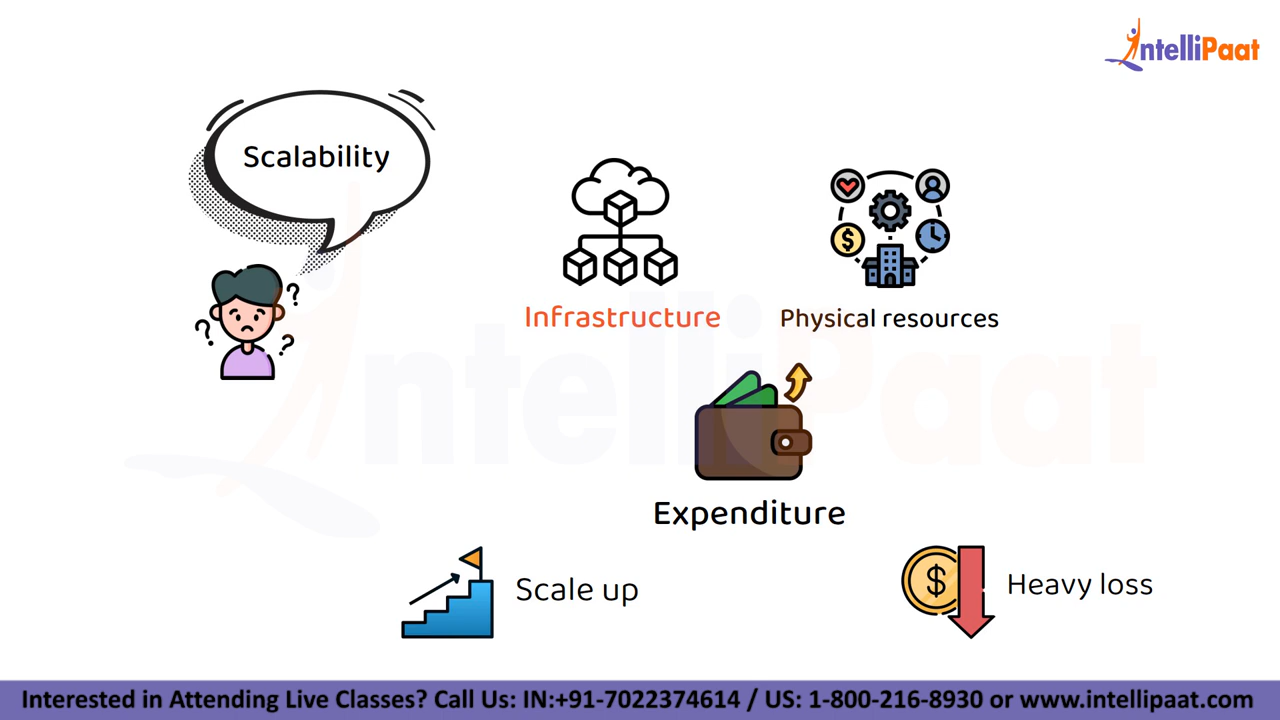 IntelliPaat
Scalability
Infrastructure
Physical resources
Expenditure
Scale up
Heavy loss
IntelliPaat
Interested in Attending Live Classes? Call Us: IN:+91-7022374614 / US: 1-800-216-8930 or www.intellipaat.com